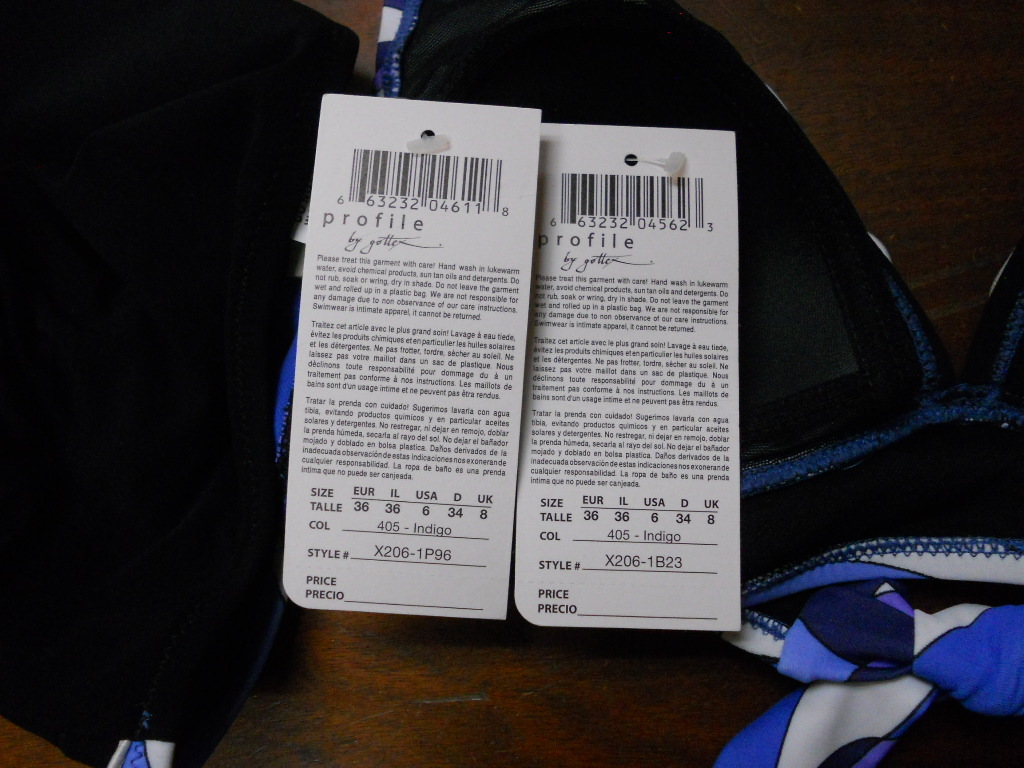 6 63232 04611 8
profile
by gottex.
Please treat this garment with care! Hand wash in lukewarm
water, avoid chemical products, sun tan oils and detergents. Do
not rub, soak or wring, dry in shade. Do not leave the garment
wet and rolled up in a plastic bag. We are not responsible for
any damage due to non observance of our care instructions.
Swimwear is intimate apparel, it cannot be returned.
Traitez cet article avec le plus grand soin! Lavage à eau tiede,
évitez les produits chimiques et en particulier les huiles solaires
et les détergentes. Ne pas frotter, tordre, sécher au soleil. Ne
laissez pas votre maillot dans un sac de plastique. Nous
déclinons toute responsabilité pour dommage du á un
traitement pas conforme à nos instructions. Les maillots de
bains sont d'un usage intime et ne peuvent pas êtra rendus.
Tratar la prenda con cuidado! Sugerimos lavarla con agua
tibia, evitando productos quimicos y en particular aceites
solares y detergentes. No restregar, ni dejar en remojo, doblar
la prenda húmeda, secarla al rayo del sol. No dejar el bañador
mojado y doblado en bolsa plastica. Daños derivados de la
inadecuada observación de estas indicaciones nos exoneran de
cualquier responsabilidad. La ropa de baño es una prenda
intima que no puede ser canjeada.
SIZE EUR IL USA D UK
TALLE 36 36 6 34 8
COL 405 - Indigo
STYLE # X206-1P96
PRICE
PRECIO
6 63232 04562 3
profile
by gottex.
Please treat this garment with care! Hand wash in lukewarm
water, avoid chemical products, sun tan oils and detergents. Do
not rub, soak or wring, dry in shade. Do not leave the garment
wet and rolled up in a plastic bag. We are not responsible for
any damage due to non observance of our care instructions.
Swimwear is intimate apparel, it cannot be returned.
Traitez cet article avec le plus grand soin! Lavage à eau tiede,
évitez les produits chimiques et en particulier les huiles solaires
et les détergentes. Ne pas frotter, tordre, sécher au soleil. Ne
laissez pas votre maillot dans un sac de plastique. Nous
déclinons toute responsabilité pour dommage du á un
traitement pas conforme à nos instructions. Les maillots de
bains sont d'un usage intime et ne peuvent pas êtra rendus.
Tratar la prenda con cuidado! Sugerimos lavarla con agua
tibia, evitando productos quimicos y en particular aceites
solares y detergentes. No restregar, ni dejar en remojo, doblar
la prenda húmeda, secarla al rayo del sol. No dejar el bañador
mojado y doblado en bolsa plastica. Daños derivados de la
inadecuada observación de estas indicaciones nos exoneran de
cualquier responsabilidad. La ropa de baño es una prenda
intima que no puede ser canjeada.
SIZE EUR IL USA D UK
TALLE 36 36 6 34 8
COL 405 - Indigo
STYLE # X206-1B23
PRICE
PRECIO